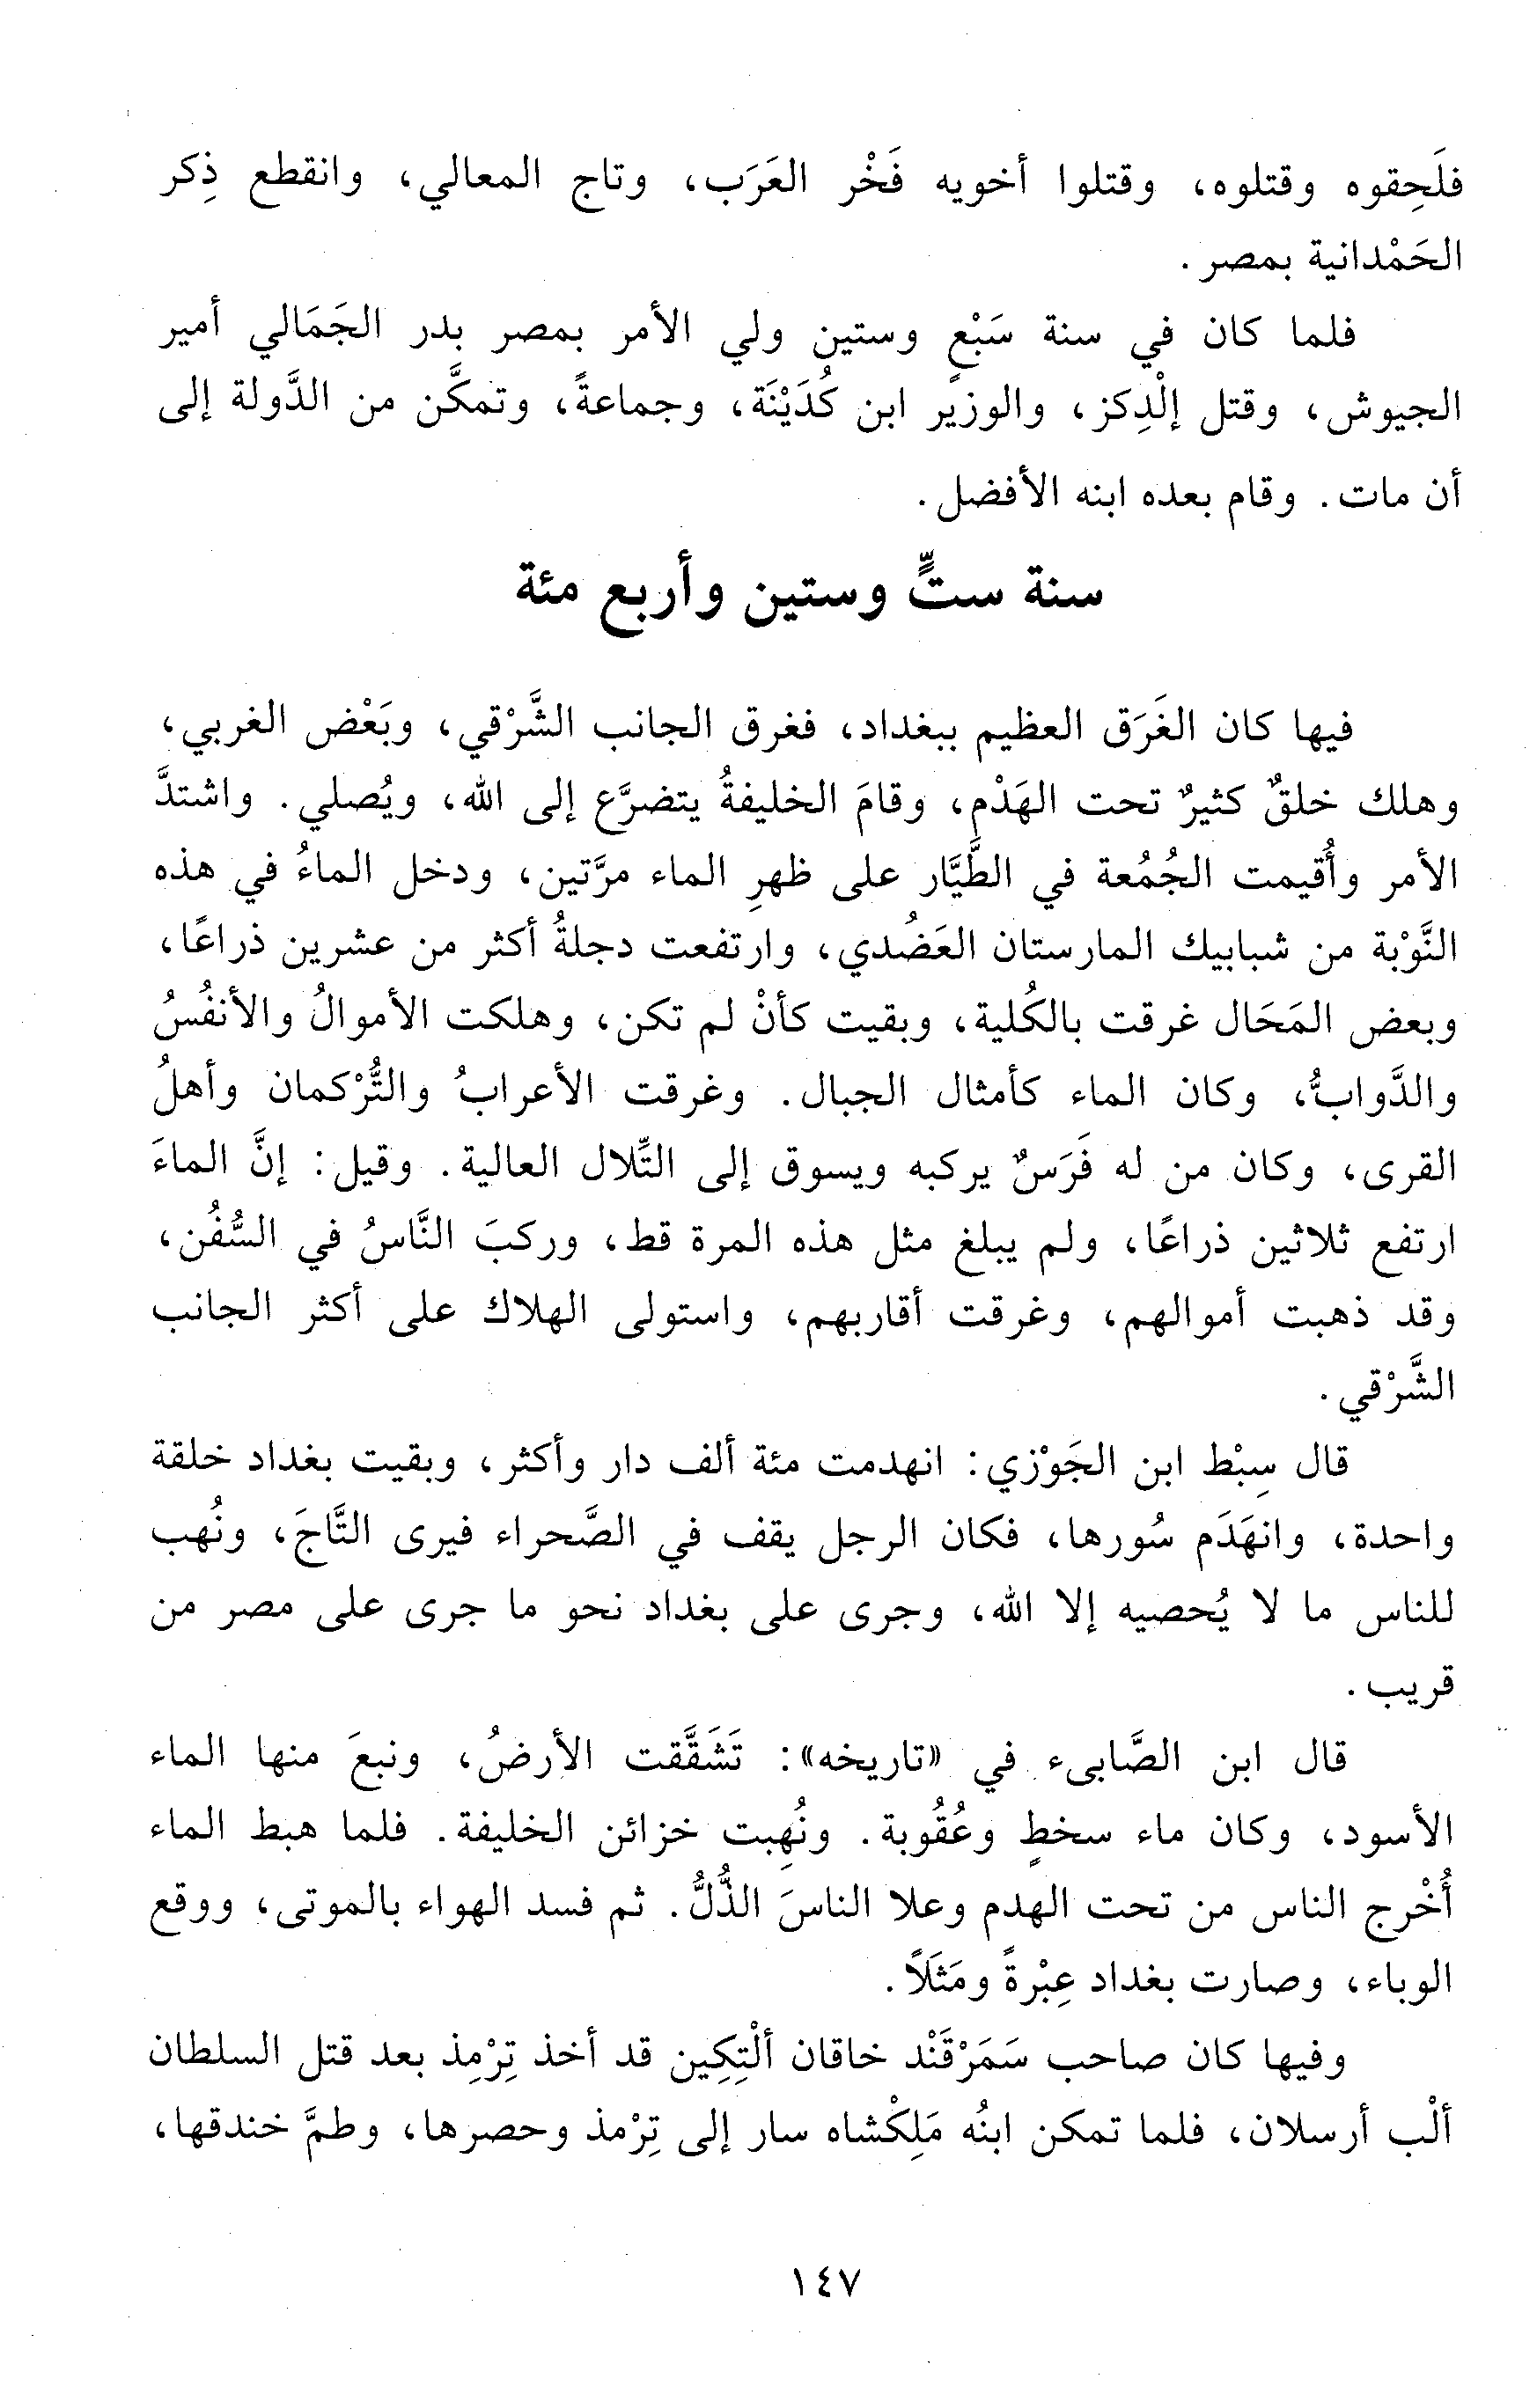 فلَحِقوه وقتلوه، وقتلوا أخويه فَخْر العَرَب، وتاج المعالي، وانقطع ذِكر
الحَمْدانية بمصر.
فلما كان في سنة سَبْعٍ وستين ولي الأمر بمصر بدر الجَمَالي أمير
الجيوش، وقتل إلْدِكز، والوزير ابن كُدَيْنَة، وجماعةً، وتمكَّن من الدَّولة إلى
أن مات. وقام بعده ابنه الأفضل.
سنة ستٍّ وستين وأربع مئة
فيها كان الغَرَق العظيم ببغداد، فغرق الجانب الشَّرْقي، وبَعْض الغربي،
وهلك خلقٌ كثيرٌ تحت الهَدْم، وقامَ الخليفةُ يتضرَّع إلى الله، ويُصلي. واشتدَّ
الأمر وأُقيمت الجُمُعة في الطَّيَّار على ظهرِ الماء مرَّتين، ودخل الماءُ في هذه
النَّوْبة من شبابيك المارستان العَضُدي، وارتفعت دجلةُ أكثر من عشرين ذراعًا،
وبعض المَحَال غرقت بالكُلية، وبقيت كأنْ لم تكن، وهلكت الأموالُ والأنفُسُ
والدَّوابُّ، وكان الماء كأمثال الجبال. وغرقت الأعرابُ والتُّرْكمان وأهلُ
القرى، وكان من له فَرَسٌ يركبه ويسوق إلى التِّلال العالية. وقيل: إنَّ الماءَ
ارتفع ثلاثين ذراعًا، ولم يبلغ مثل هذه المرة قط، وركبَ النَّاسُ في السُّفُن،
وقد ذهبت أموالهم، وغرقت أقاربهم، واستولى الهلاك على أكثر الجانب
الشَّرْقي.
قال سِبْط ابن الجَوْزي: انهدمت مئة ألف دار وأكثر، وبقيت بغداد خلقة
واحدة، وانهَدَم سُورها، فكان الرجل يقف في الصَّحراء فيرى التَّاجَ، ونُهب
للناس ما لا يُحصيه إلا الله، وجرى على بغداد نحو ما جرى على مصر من
قريب.
قال ابن الصَّابىء في «تاريخه»: تَشَقَّقت الأرضُ، ونبعَ منها الماء
الأسود، وكان ماء سخطٍ وعُقُوبة. ونُهِبت خزائن الخليفة. فلما هبط الماء
أُخْرج الناس من تحت الهدم وعلا الناسَ الذُّلُّ. ثم فسد الهواء بالموتى، ووقع
الوباء، وصارت بغداد عِبْرةً ومَثَلاً.
وفيها كان صاحب سَمَرْقَنْد خاقان ألْتِكِين قد أخذ تِرْمِذ بعد قتل السلطان
ألْب أرسلان، فلما تمكن ابنُه مَلِكْشاه سار إلى تِرْمذ وحصرها، وطمَّ خندقها،
١٤٧